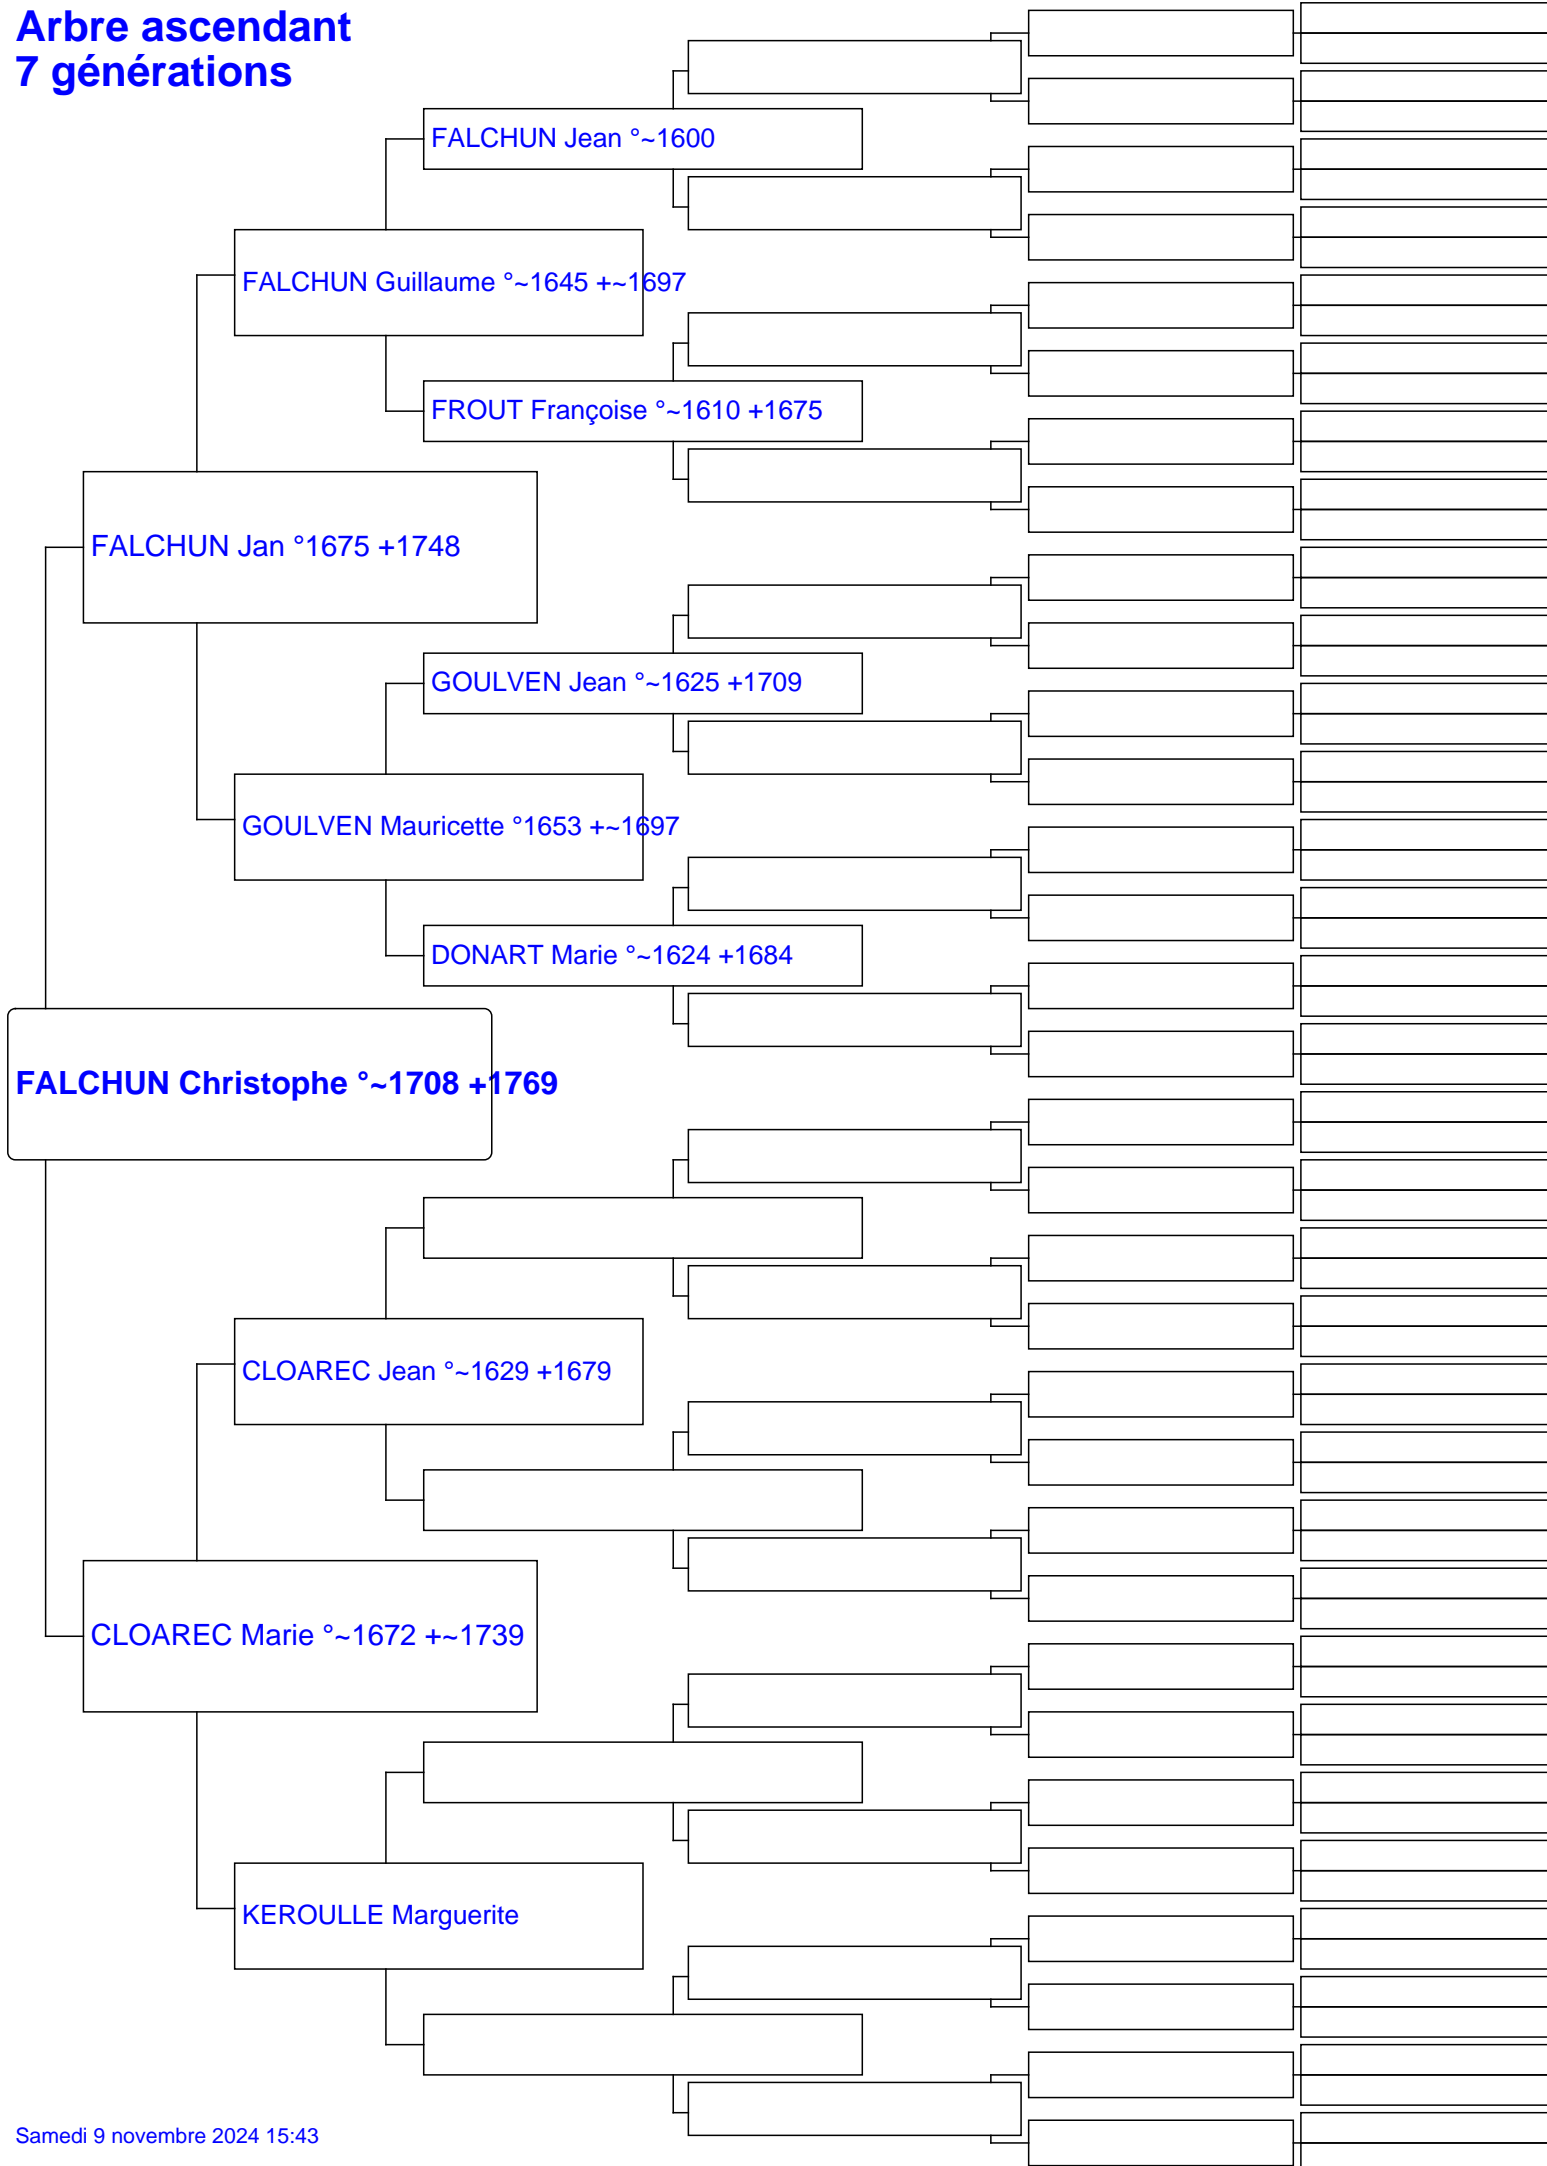 Arbre ascendant
7 générations
FALCHUN Jean °~1600
FALCHUN Guillaume °~1645 +~1697
FROUT Françoise °~1610 +1675
FALCHUN Jan °1675 +1748
GOULVEN Jean °~1625 +1709
GOULVEN Mauricette °1653 +~1697
DONART Marie °~1624 +1684
FALCHUN Christophe °~1708 +1769
CLOAREC Jean °~1629 +1679
CLOAREC Marie °~1672 +~1739
KEROULLE Marguerite
Samedi 9 novembre 2024 15:43